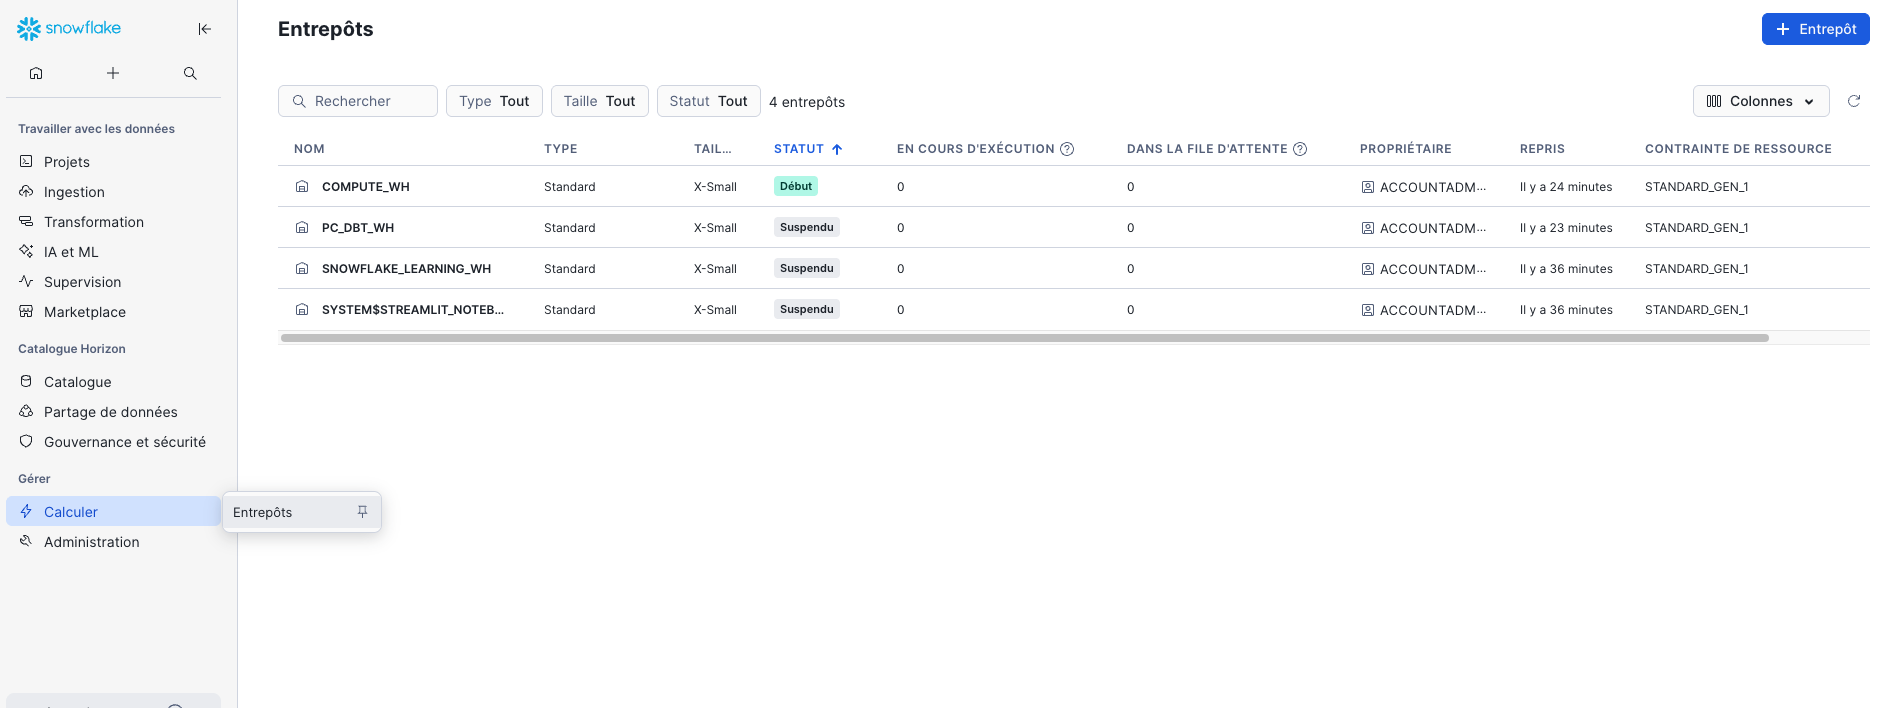 snowflake
Travailler avec les données
Projets
Ingestion
Transformation
IA et ML
Supervision
Marketplace
Catalogue Horizon
Catalogue
Partage de données
Gouvernance et sécurité
Gérer
Calculer
Entrepôts
Administration
Entrepôts
Entrepôt
Rechercher Type Tout Taille Tout Statut Tout 4 entrepôts Colonnes
NOM TYPE TAIL... STATUT EN COURS D'EXÉCUTION DANS LA FILE D'ATTENTE PROPRIÉTAIRE REPRIS CONTRAINTE DE RESSOURCE
COMPUTE_WH Standard X-Small Début 0 0 ACCOUNTADM... Il y a 24 minutes STANDARD_GEN_1
PC_DBT_WH Standard X-Small Suspendu 0 0 ACCOUNTADM... Il y a 23 minutes STANDARD_GEN_1
SNOWFLAKE_LEARNING_WH Standard X-Small Suspendu 0 0 ACCOUNTADM... Il y a 36 minutes STANDARD_GEN_1
SYSTEM$STREAMLIT_NOTEB... Standard X-Small Suspendu 0 0 ACCOUNTADM... Il y a 36 minutes STANDARD_GEN_1